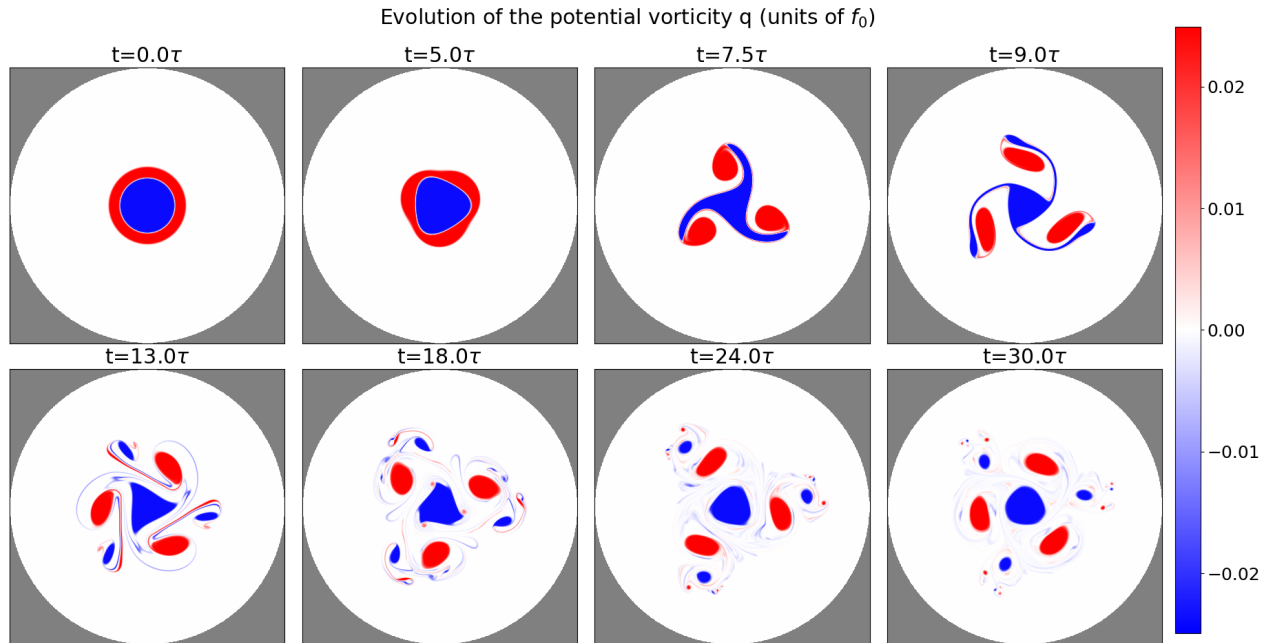 Evolution of the potential vorticity q (units of f₀)
t=0.0τ
t=5.0τ
t=7.5τ
t=9.0τ
t=13.0τ
t=18.0τ
t=24.0τ
t=30.0τ
0.02
0.01
0.00
−0.01
−0.02